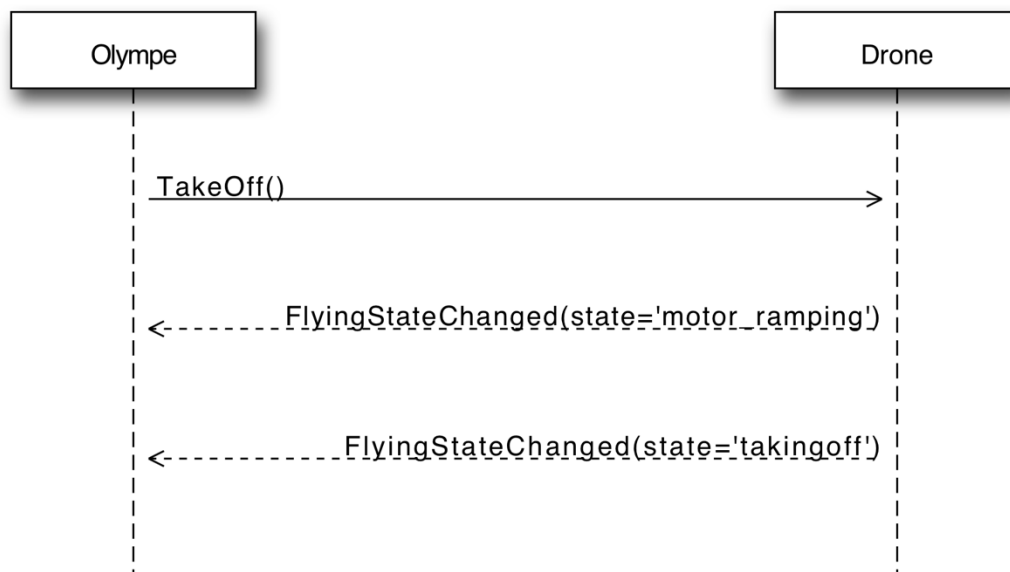 Olympe
Drone
TakeOff()
FlyingStateChanged(state='motor_ramping')
FlyingStateChanged(state='takingoff')